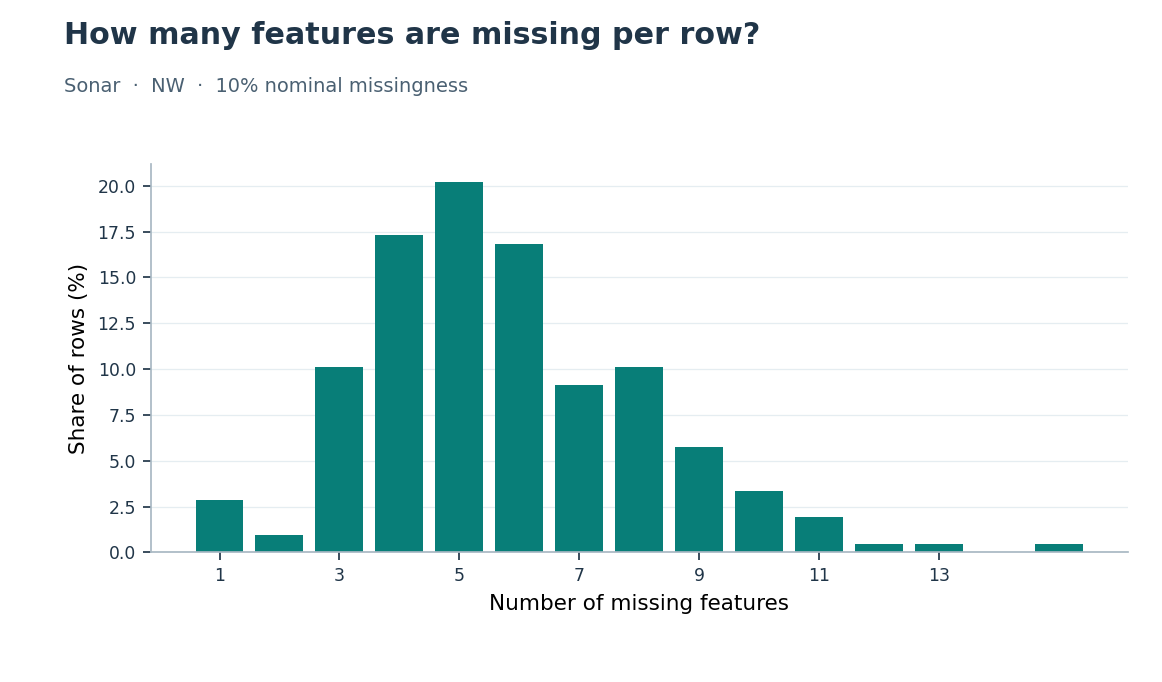 How many features are missing per row?
Sonar · NW · 10% nominal missingness
Share of rows (%)
20.0
17.5
15.0
12.5
10.0
7.5
5.0
2.5
0.0
1 3 5 7 9 11 13
Number of missing features